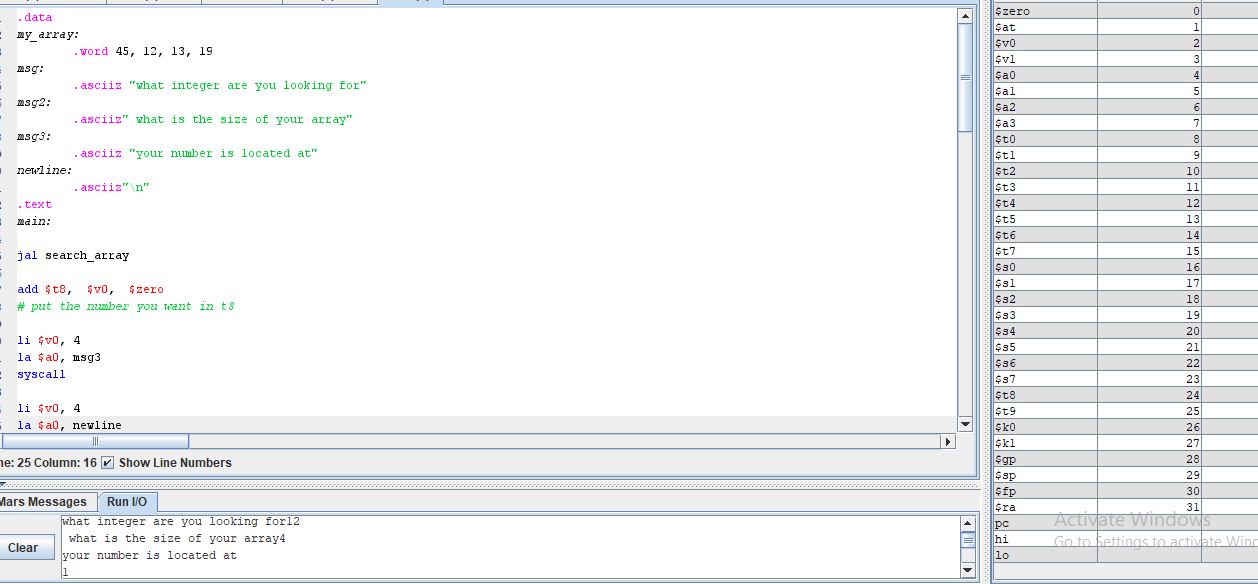 .data
my_array:
.word 45, 12, 13, 19
msg:
.asciiz "what integer are you looking for"
msg2:
.asciiz" what is the size of your array"
msg3:
.asciiz "your number is located at"
newline:
.asciiz"\n"
.text
main:
jal search_array
add $t8, $v0, $zero
# put the number you want in t8
li $v0, 4
la $a0, msg3
syscall
li $v0, 4
la $a0, newline
ne: 25 Column: 16 Show Line Numbers
Mars Messages Run I/O
Clear
what integer are you looking for12
what is the size of your array4
your number is located at
1
$zero 0
$at 1
$v0 2
$v1 3
$a0 4
$a1 5
$a2 6
$a3 7
$t0 8
$t1 9
$t2 10
$t3 11
$t4 12
$t5 13
$t6 14
$t7 15
$s0 16
$s1 17
$s2 18
$s3 19
$s4 20
$s5 21
$s6 22
$s7 23
$t8 24
$t9 25
$k0 26
$k1 27
$gp 28
$sp 29
$fp 30
$ra 31
pc
hi
lo
Activate Windows
Go to Settings to activate Wind